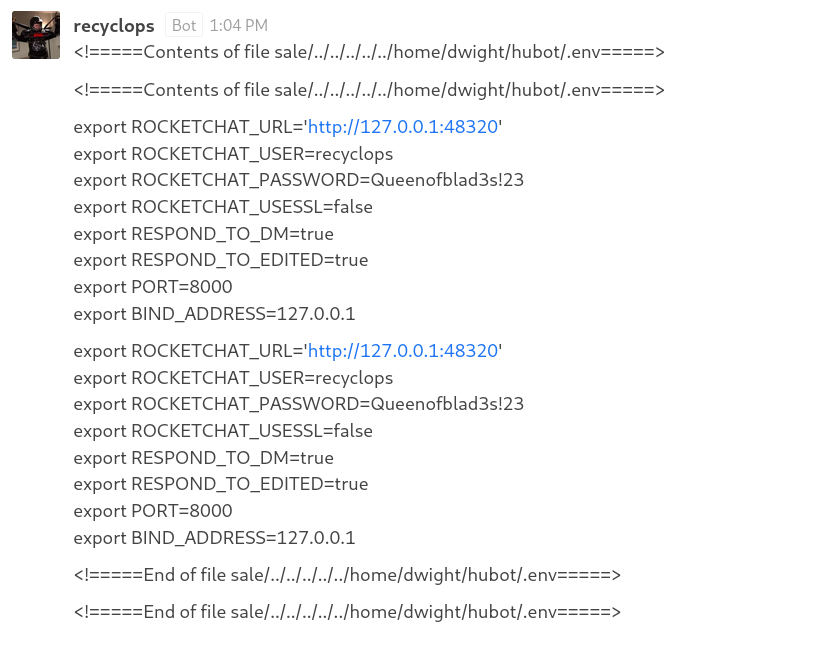 recyclops Bot 1:04 PM
<!=====Contents of file sale/../../../../../home/dwight/hubot/.env=====>
<!=====Contents of file sale/../../../../../home/dwight/hubot/.env=====>
export ROCKETCHAT_URL='http://127.0.0.1:48320'
export ROCKETCHAT_USER=recyclops
export ROCKETCHAT_PASSWORD=Queenofblad3s!23
export ROCKETCHAT_USESSL=false
export RESPOND_TO_DM=true
export RESPOND_TO_EDITED=true
export PORT=8000
export BIND_ADDRESS=127.0.0.1
export ROCKETCHAT_URL='http://127.0.0.1:48320'
export ROCKETCHAT_USER=recyclops
export ROCKETCHAT_PASSWORD=Queenofblad3s!23
export ROCKETCHAT_USESSL=false
export RESPOND_TO_DM=true
export RESPOND_TO_EDITED=true
export PORT=8000
export BIND_ADDRESS=127.0.0.1
<!=====End of file sale/../../../../../home/dwight/hubot/.env=====>
<!=====End of file sale/../../../../../home/dwight/hubot/.env=====>